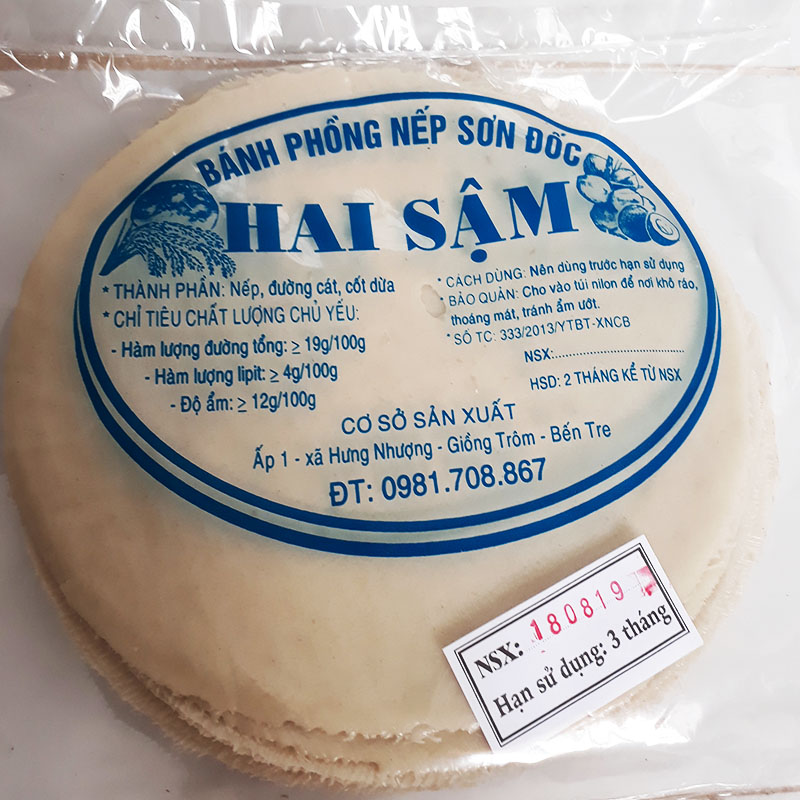 BÁNH PHỒNG NẾP SƠN ĐỐC
HAI SẬM
* THÀNH PHẦN: Nếp, đường cát, cốt dừa
* CHỈ TIÊU CHẤT LƯỢNG CHỦ YẾU:
- Hàm lượng đường tổng: ≥ 19g/100g
- Hàm lượng lipit: ≥ 4g/100g
- Độ ẩm: ≥ 12g/100g
* CÁCH DÙNG: Nên dùng trước hạn sử dụng
* BẢO QUẢN: Cho vào túi nilon để nơi khô ráo,
thoáng mát, tránh ẩm ướt.
* SỐ TC: 333/2013/YTBT-XNCB
NSX:................................
HSD: 2 THÁNG KỂ TỪ NSX
CƠ SỞ SẢN XUẤT
Ấp 1 - xã Hưng Nhượng - Giồng Trôm - Bến Tre
ĐT: 0981.708.867
NSX: 180819
Hạn sử dụng: 3 tháng